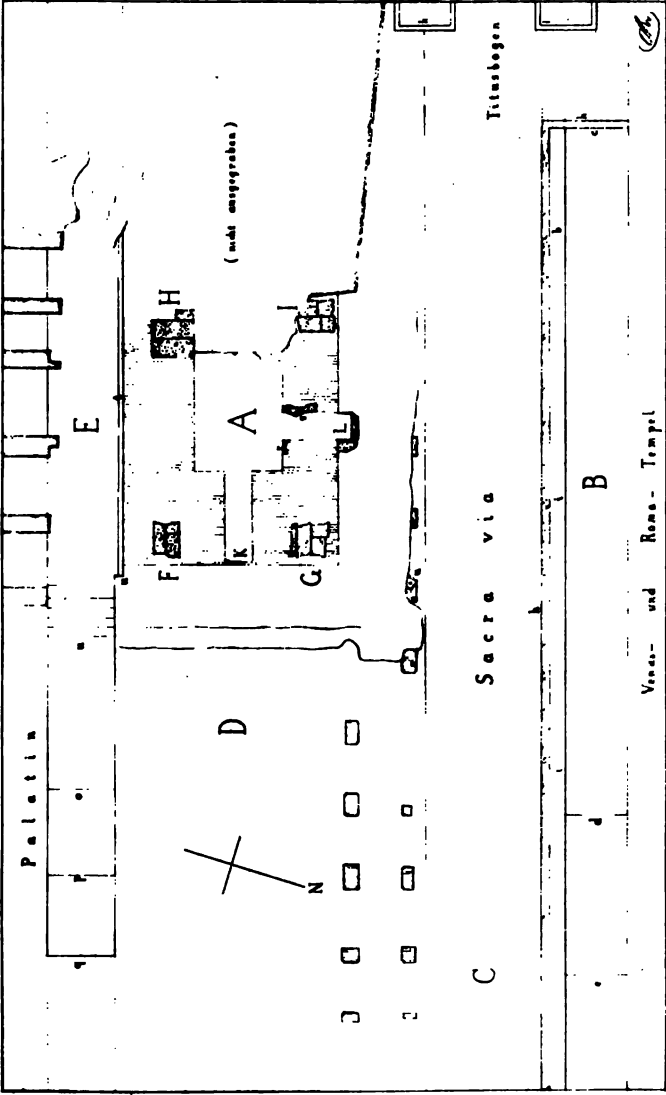 Palatin
E
(nicht ausgegraben)
H
I
A
L
F
K
G
D
N
Titusbogen
Sacra via
C
B
Venus- und Roma-Tempel
q
p
o
n
a
b
h
c
d
e